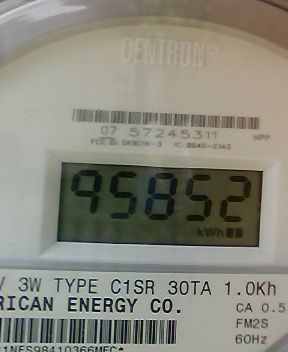 CENTRON®
07 57245311 HPP
95852
kWh
V 3W TYPE C1SR 30TA 1.0Kh
RICAN ENERGY CO. CA 0.5
FM2S
60Hz